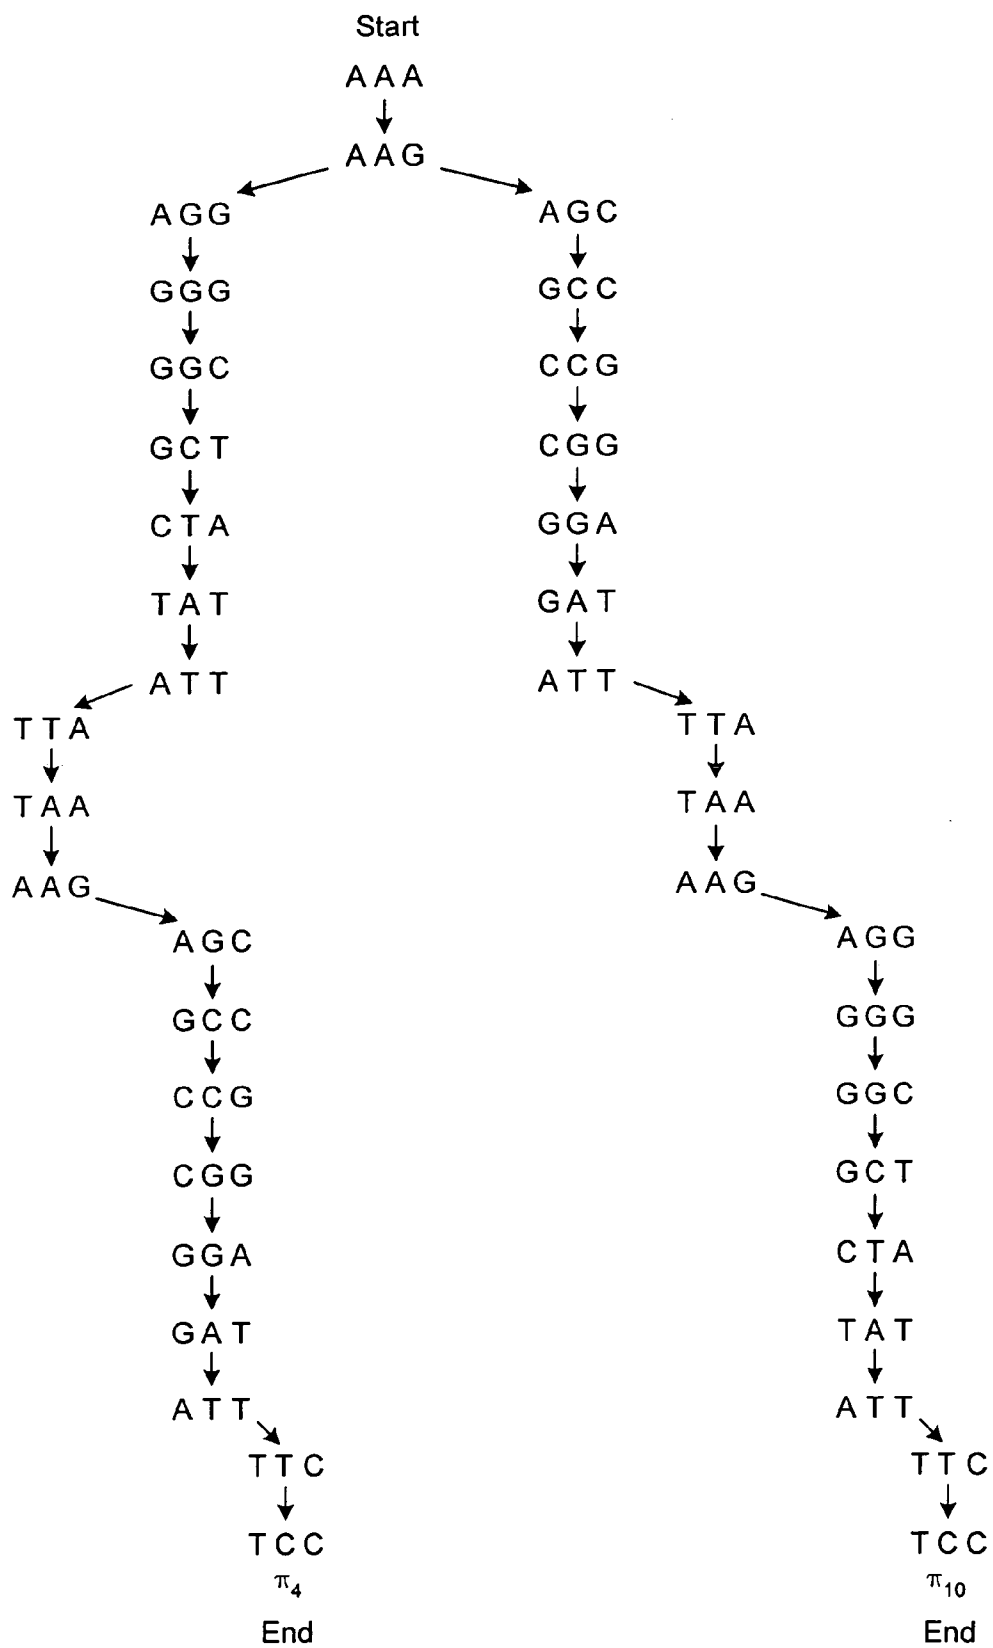 Start
AAA
AAG
AGG
GGG
GGC
GCT
CTA
TAT
ATT
TTA
TAA
AAG
AGC
GCC
CCG
CGG
GGA
GAT
ATT
TTC
TCC
π4
End
AGC
GCC
CCG
CGG
GGA
GAT
ATT
TTA
TAA
AAG
AGG
GGG
GGC
GCT
CTA
TAT
ATT
TTC
TCC
π10
End